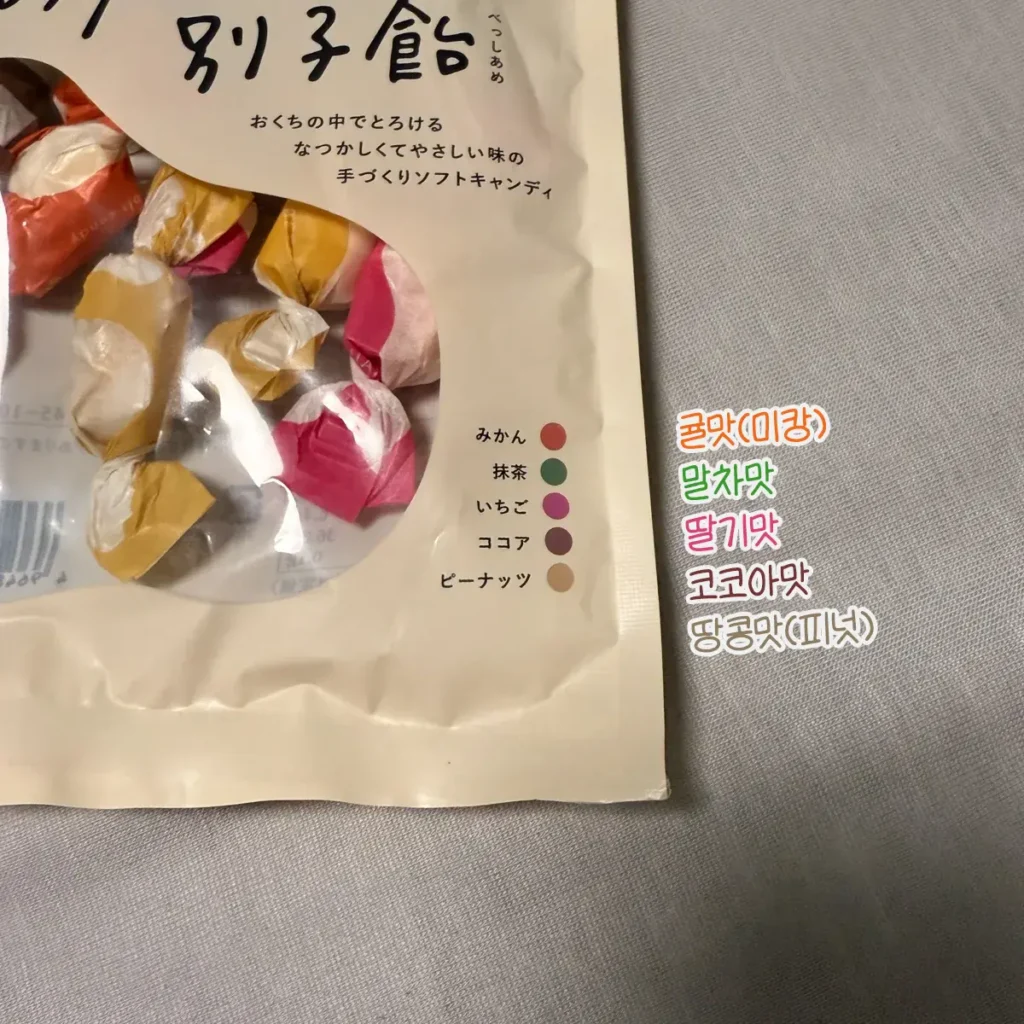 別子飴
べっしあめ
おくちの中でとろける
なつかしくてやさしい味の
手づくりソフトキャンディ
みかん
抹茶
いちご
ココア
ピーナッツ
귤맛(미캉)
말차맛
딸기맛
코코아맛
땅콩맛(피넛)